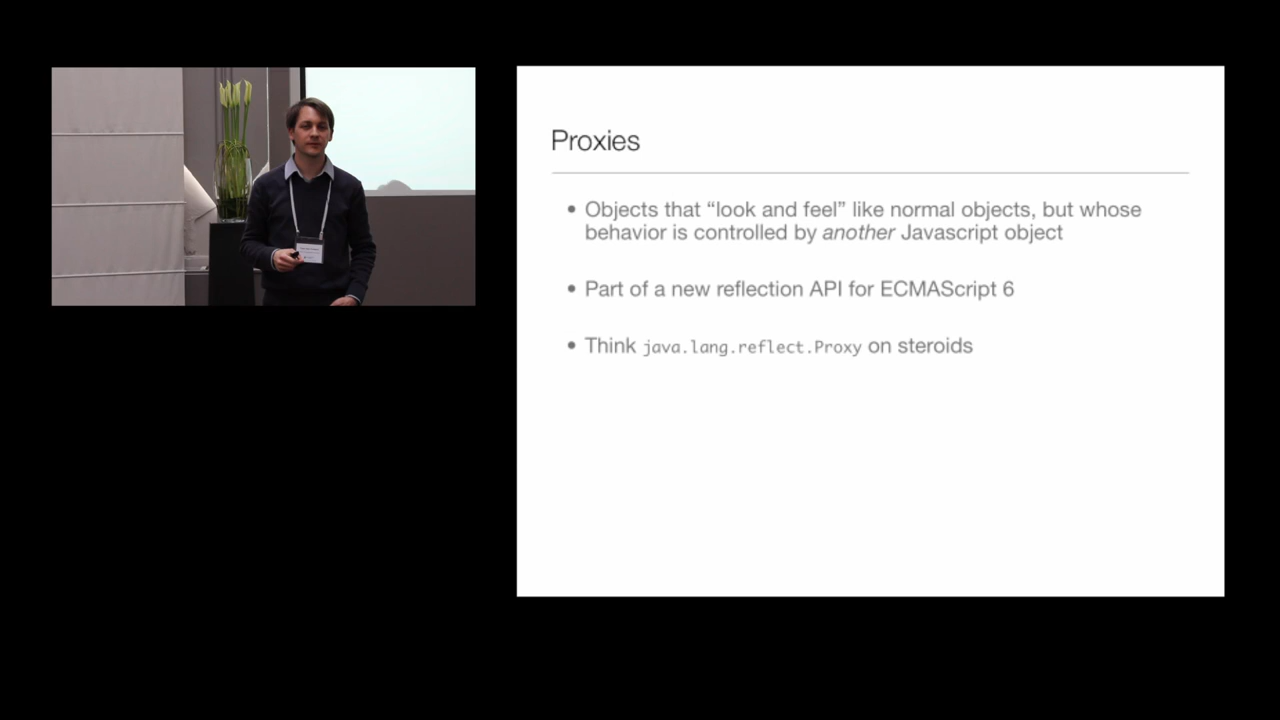 Proxies
• Objects that “look and feel” like normal objects, but whose
behavior is controlled by another Javascript object
• Part of a new reflection API for ECMAScript 6
• Think java.lang.reflect.Proxy on steroids